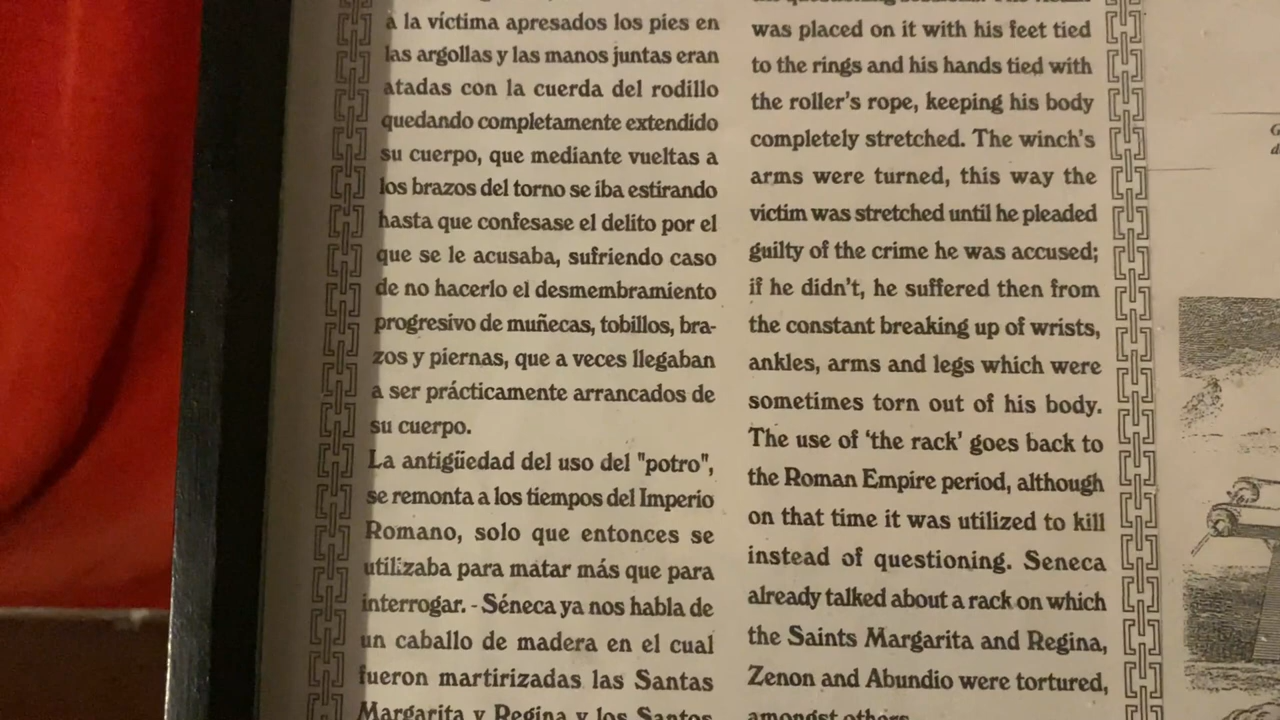 a la víctima apresados los pies en
las argollas y las manos juntas eran
atadas con la cuerda del rodillo
quedando completamente extendido
su cuerpo, que mediante vueltas a
los brazos del torno se iba estirando
hasta que confesase el delito por el
que se le acusaba, sufriendo caso
de no hacerlo el desmembramiento
progresivo de muñecas, tobillos, bra-
zos y piernas, que a veces llegaban
a ser prácticamente arrancados de
su cuerpo.
La antigüedad del uso del "potro",
se remonta a los tiempos del Imperio
Romano, solo que entonces se
utilizaba para matar más que para
interrogar. - Séneca ya nos habla de
un caballo de madera en el cual
fueron martirizadas las Santas
Margarita y Regina y los Santos
was placed on it with his feet tied
to the rings and his hands tied with
the roller's rope, keeping his body
completely stretched. The winch's
arms were turned, this way the
victim was stretched until he pleaded
guilty of the crime he was accused;
if he didn't, he suffered then from
the constant breaking up of wrists,
ankles, arms and legs which were
sometimes torn out of his body.
The use of 'the rack' goes back to
the Roman Empire period, although
on that time it was utilized to kill
instead of questioning. Seneca
already talked about a rack on which
the Saints Margarita and Regina,
Zenon and Abundio were tortured,
amongst others